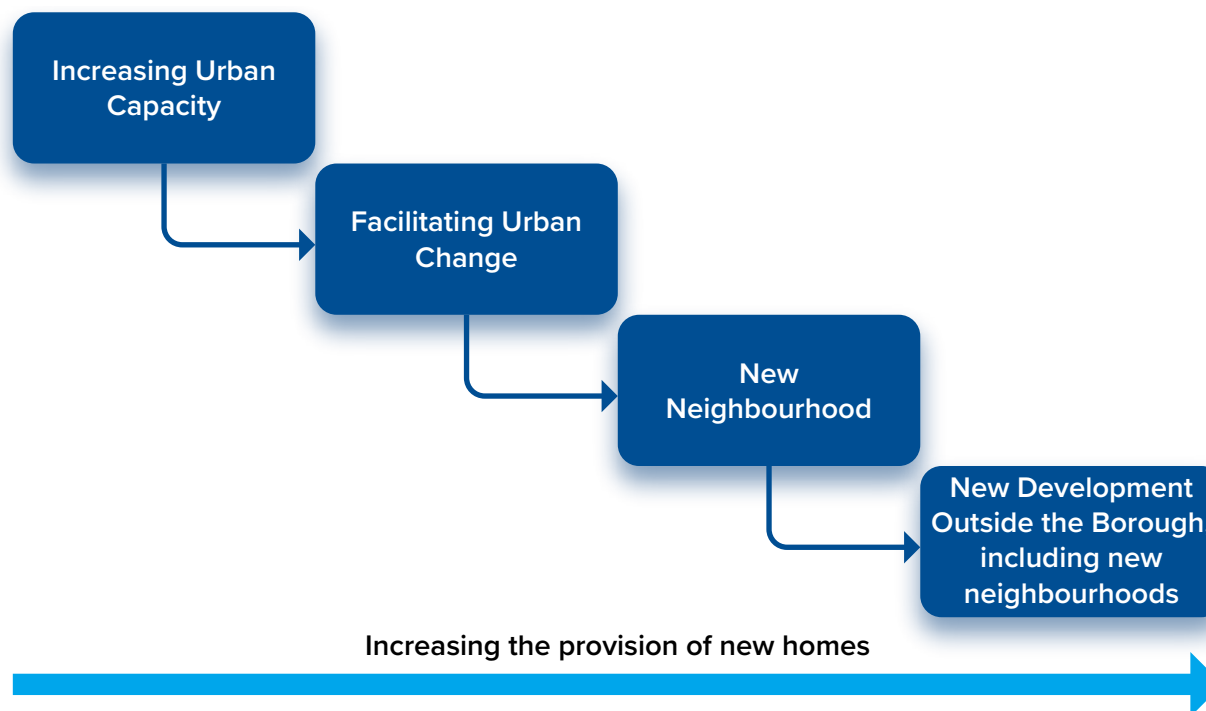 Increasing Urban
Capacity
Facilitating Urban
Change
New
Neighbourhood
New Development
Outside the Borough
including new
neighbourhoods
Increasing the provision of new homes